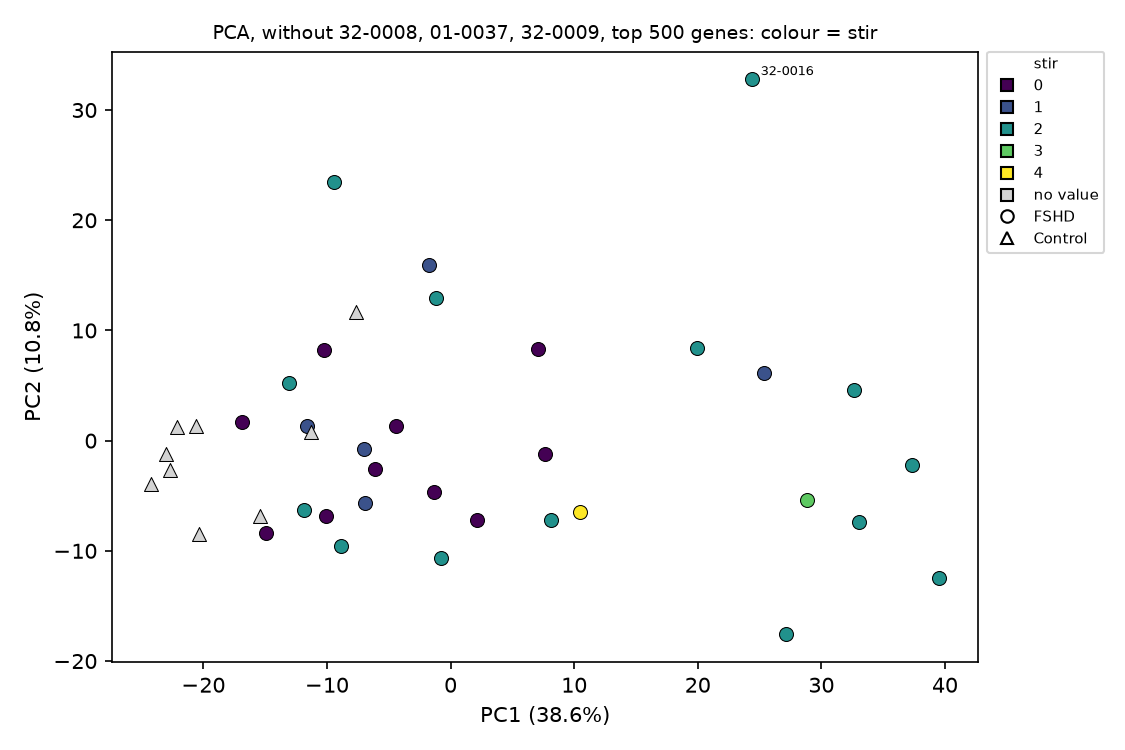 PCA, without 32-0008, 01-0037, 32-0009, top 500 genes: colour = stir
32-0016
stir
0
1
2
3
4
no value
FSHD
Control
30
20
10
0
−10
−20
PC2 (10.8%)
−20
−10
0
10
20
30
40
PC1 (38.6%)